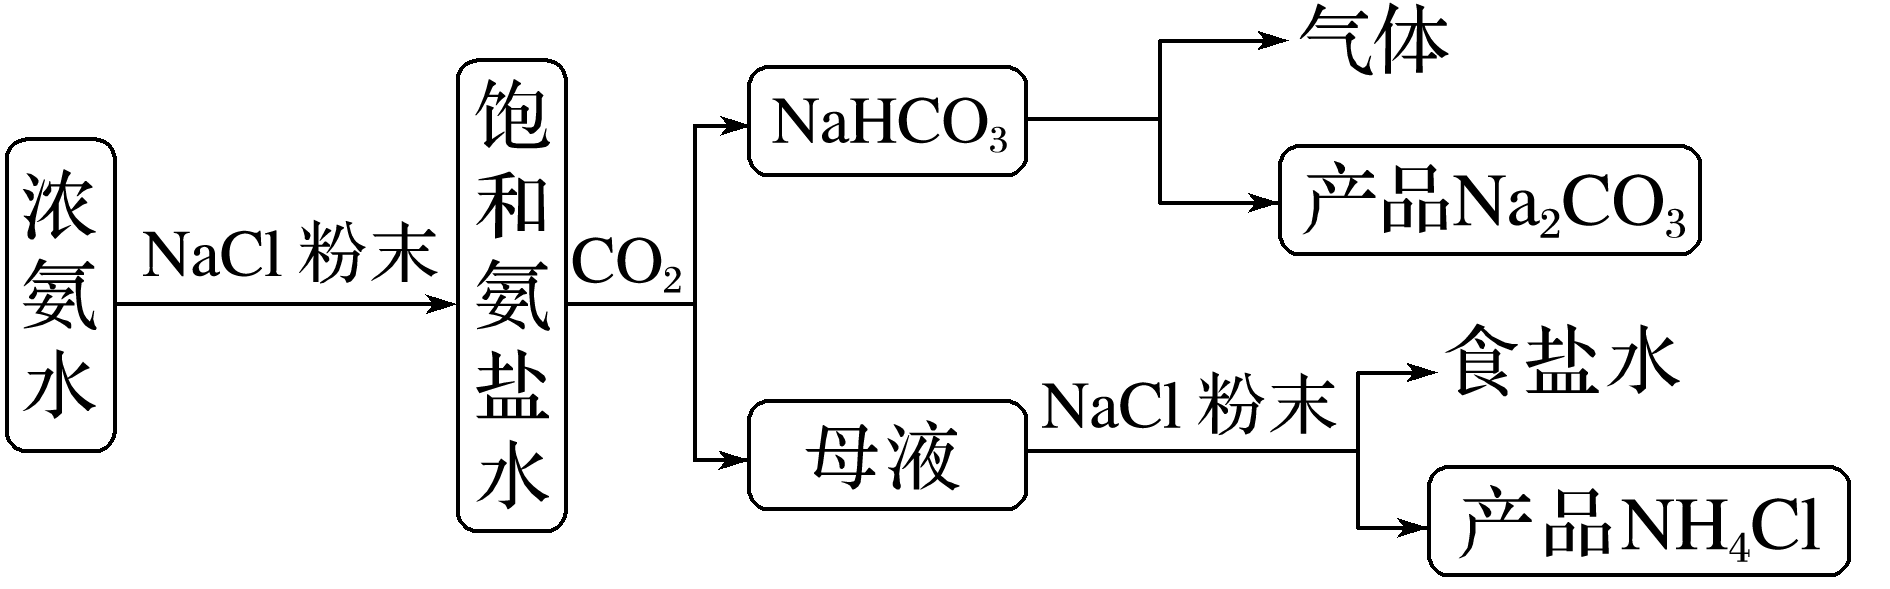 浓氨水
NaCl 粉末
饱和氨盐水
CO₂
NaHCO₃
气体
产品Na₂CO₃
母液
NaCl 粉末
食盐水
产品NH₄Cl